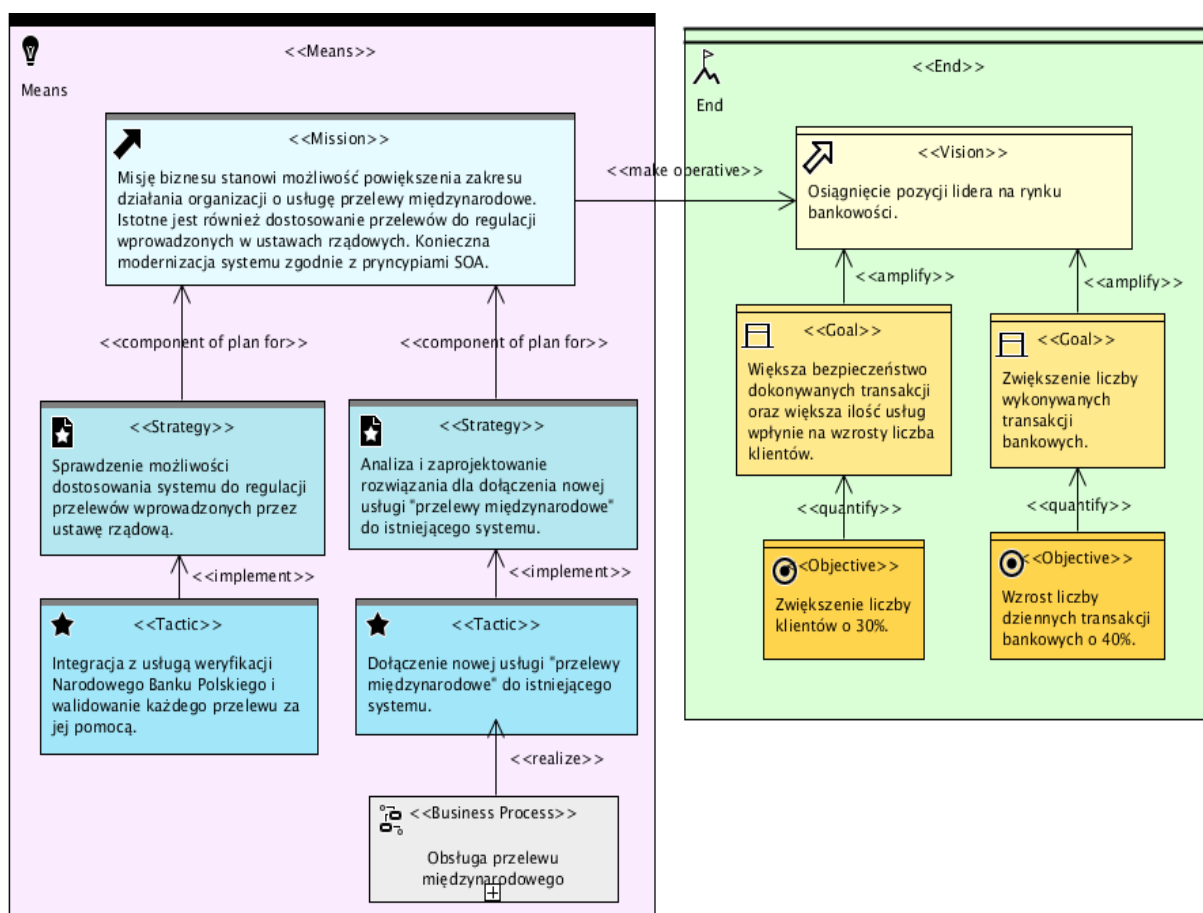 <<Means>>
Means
<<Mission>>
Misję biznesu stanowi możliwość powiększenia zakresu
działania organizacji o usługę przelewy międzynarodowe.
Istotne jest również dostosowanie przelewów do regulacji
wprowadzonych w ustawach rządowych. Konieczna
modernizacja systemu zgodnie z pryncypiami SOA.
<<component of plan for>>
<<component of plan for>>
<<Strategy>>
Sprawdzenie możliwości
dostosowania systemu do regulacji
przelewów wprowadzonych przez
ustawę rządową.
<<Strategy>>
Analiza i zaprojektowanie
rozwiązania dla dołączenia nowej
usługi "przelewy międzynarodowe"
do istniejącego systemu.
<<implement>>
<<implement>>
<<Tactic>>
Integracja z usługą weryfikacji
Narodowego Banku Polskiego i
walidowanie każdego przelewu za
jej pomocą.
<<Tactic>>
Dołączenie nowej usługi "przelewy
międzynarodowe" do istniejącego
systemu.
<<realize>>
<<Business Process>>
Obsługa przelewu
międzynarodowego
<<make operative>>
<<End>>
End
<<Vision>>
Osiągnięcie pozycji lidera na rynku
bankowości.
<<amplify>>
<<amplify>>
<<Goal>>
Większa bezpieczeństwo
dokonywanych transakcji
oraz większa ilość usług
wpłynie na wzrosty liczba
klientów.
<<Goal>>
Zwiększenie liczby
wykonywanych
transakcji
bankowych.
<<quantify>>
<<quantify>>
<<Objective>>
Zwiększenie liczby
klientów o 30%.
<<Objective>>
Wzrost liczby
dziennych transakcji
bankowych o 40%.